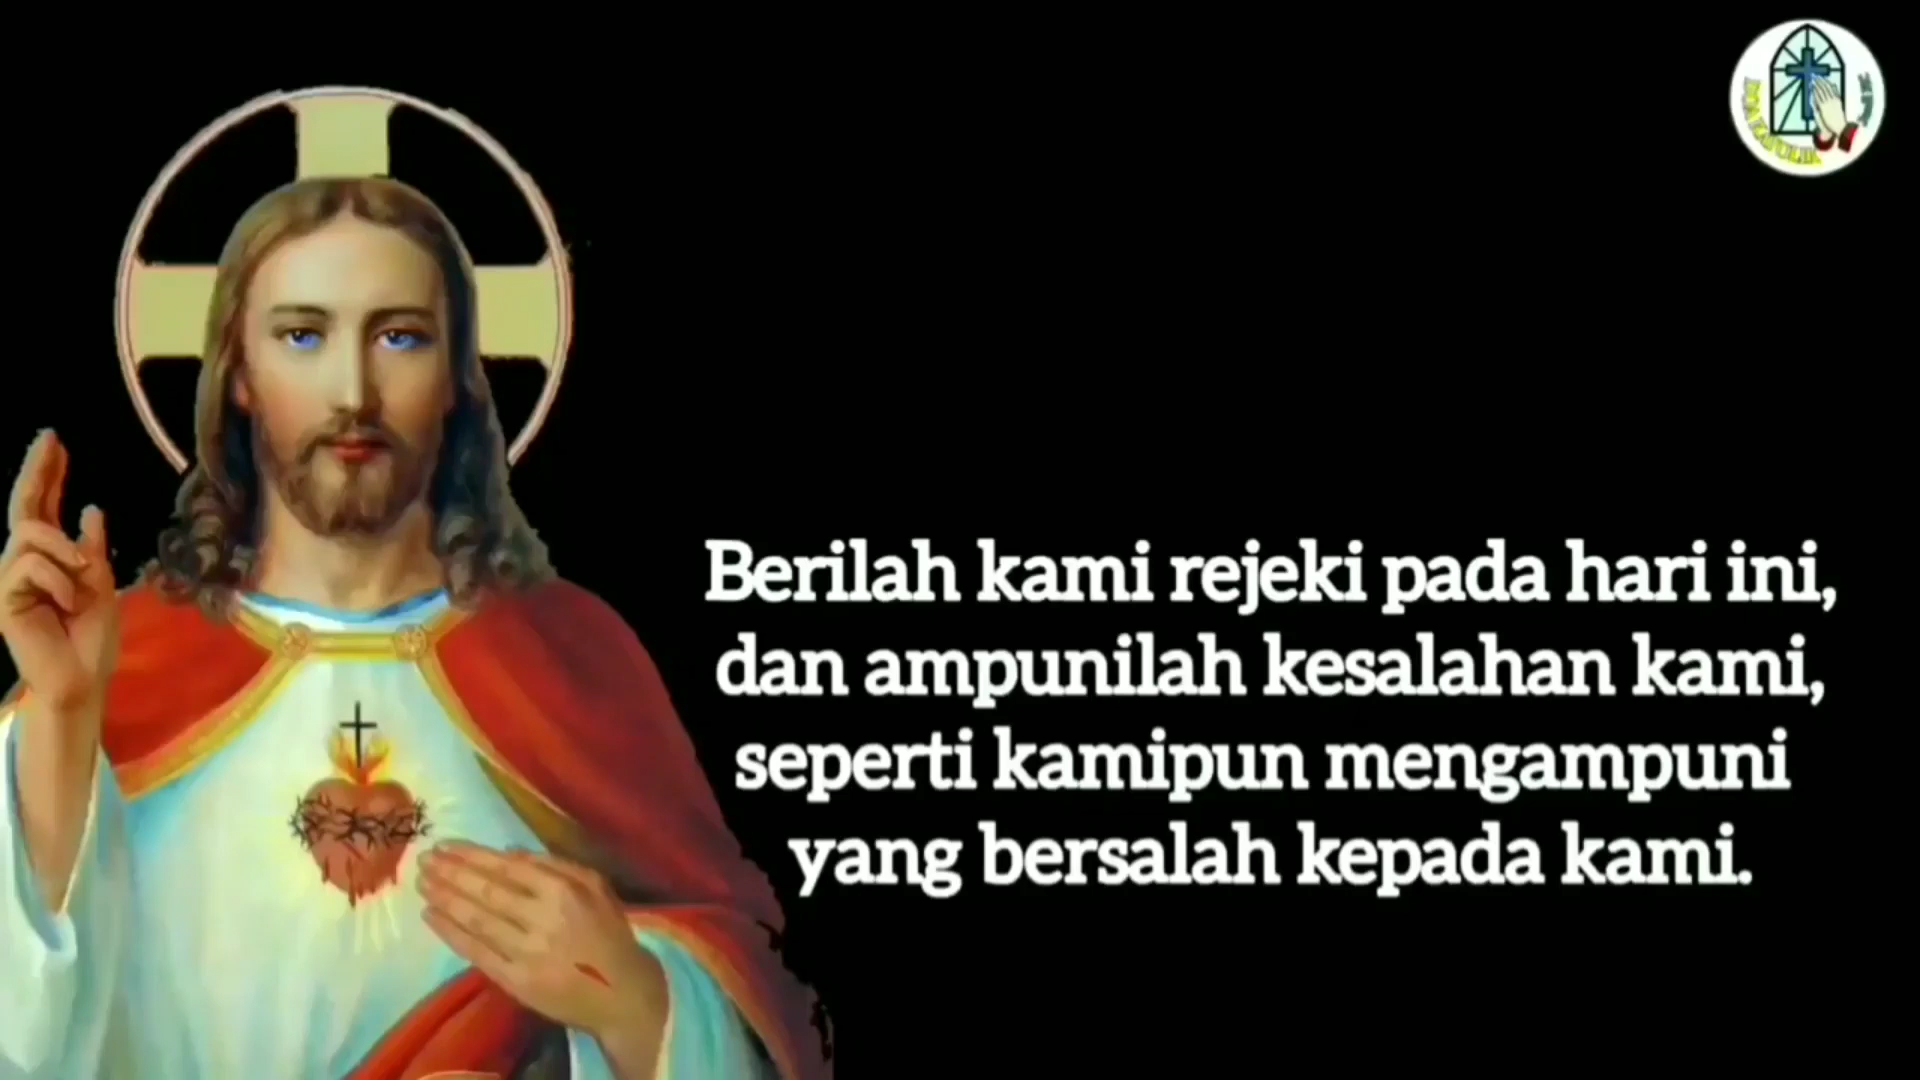 Berilah kami rejeki pada hari ini,
dan ampunilah kesalahan kami,
seperti kamipun mengampuni
yang bersalah kepada kami.